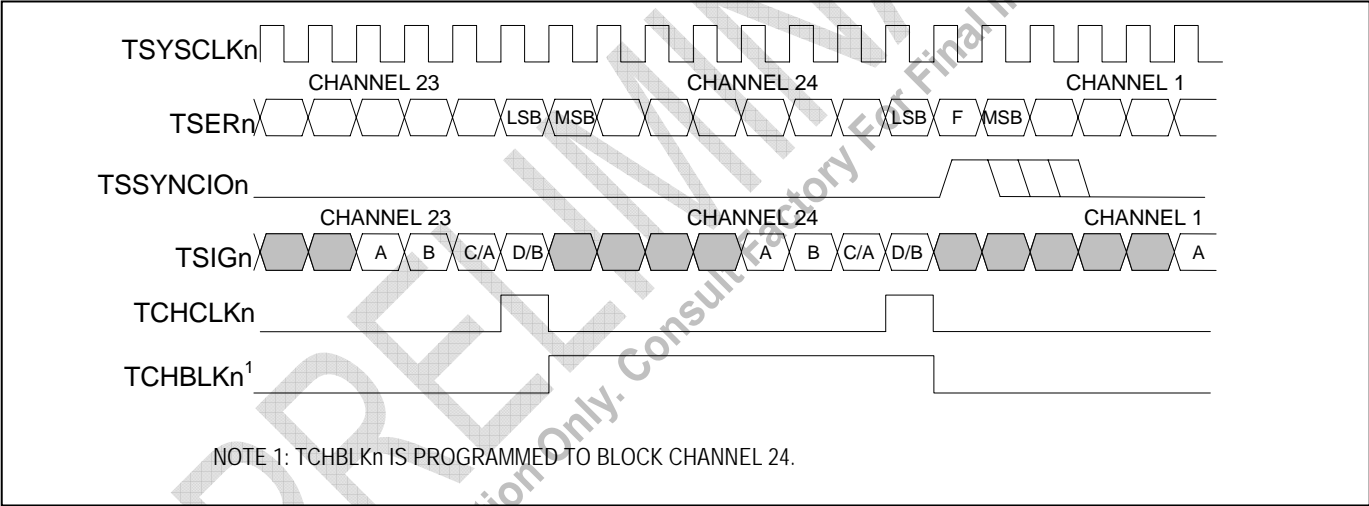 TSYSCLKn
CHANNEL 23 CHANNEL 24 CHANNEL 1
TSERn LSB MSB LSB F MSB
TSSYNCIOn
CHANNEL 23 CHANNEL 24 CHANNEL 1
TSIGn A B C/A D/B A B C/A D/B A
TCHCLKn
TCHBLKn1
NOTE 1: TCHBLKn IS PROGRAMMED TO BLOCK CHANNEL 24.
Only. Consult Factory For Final